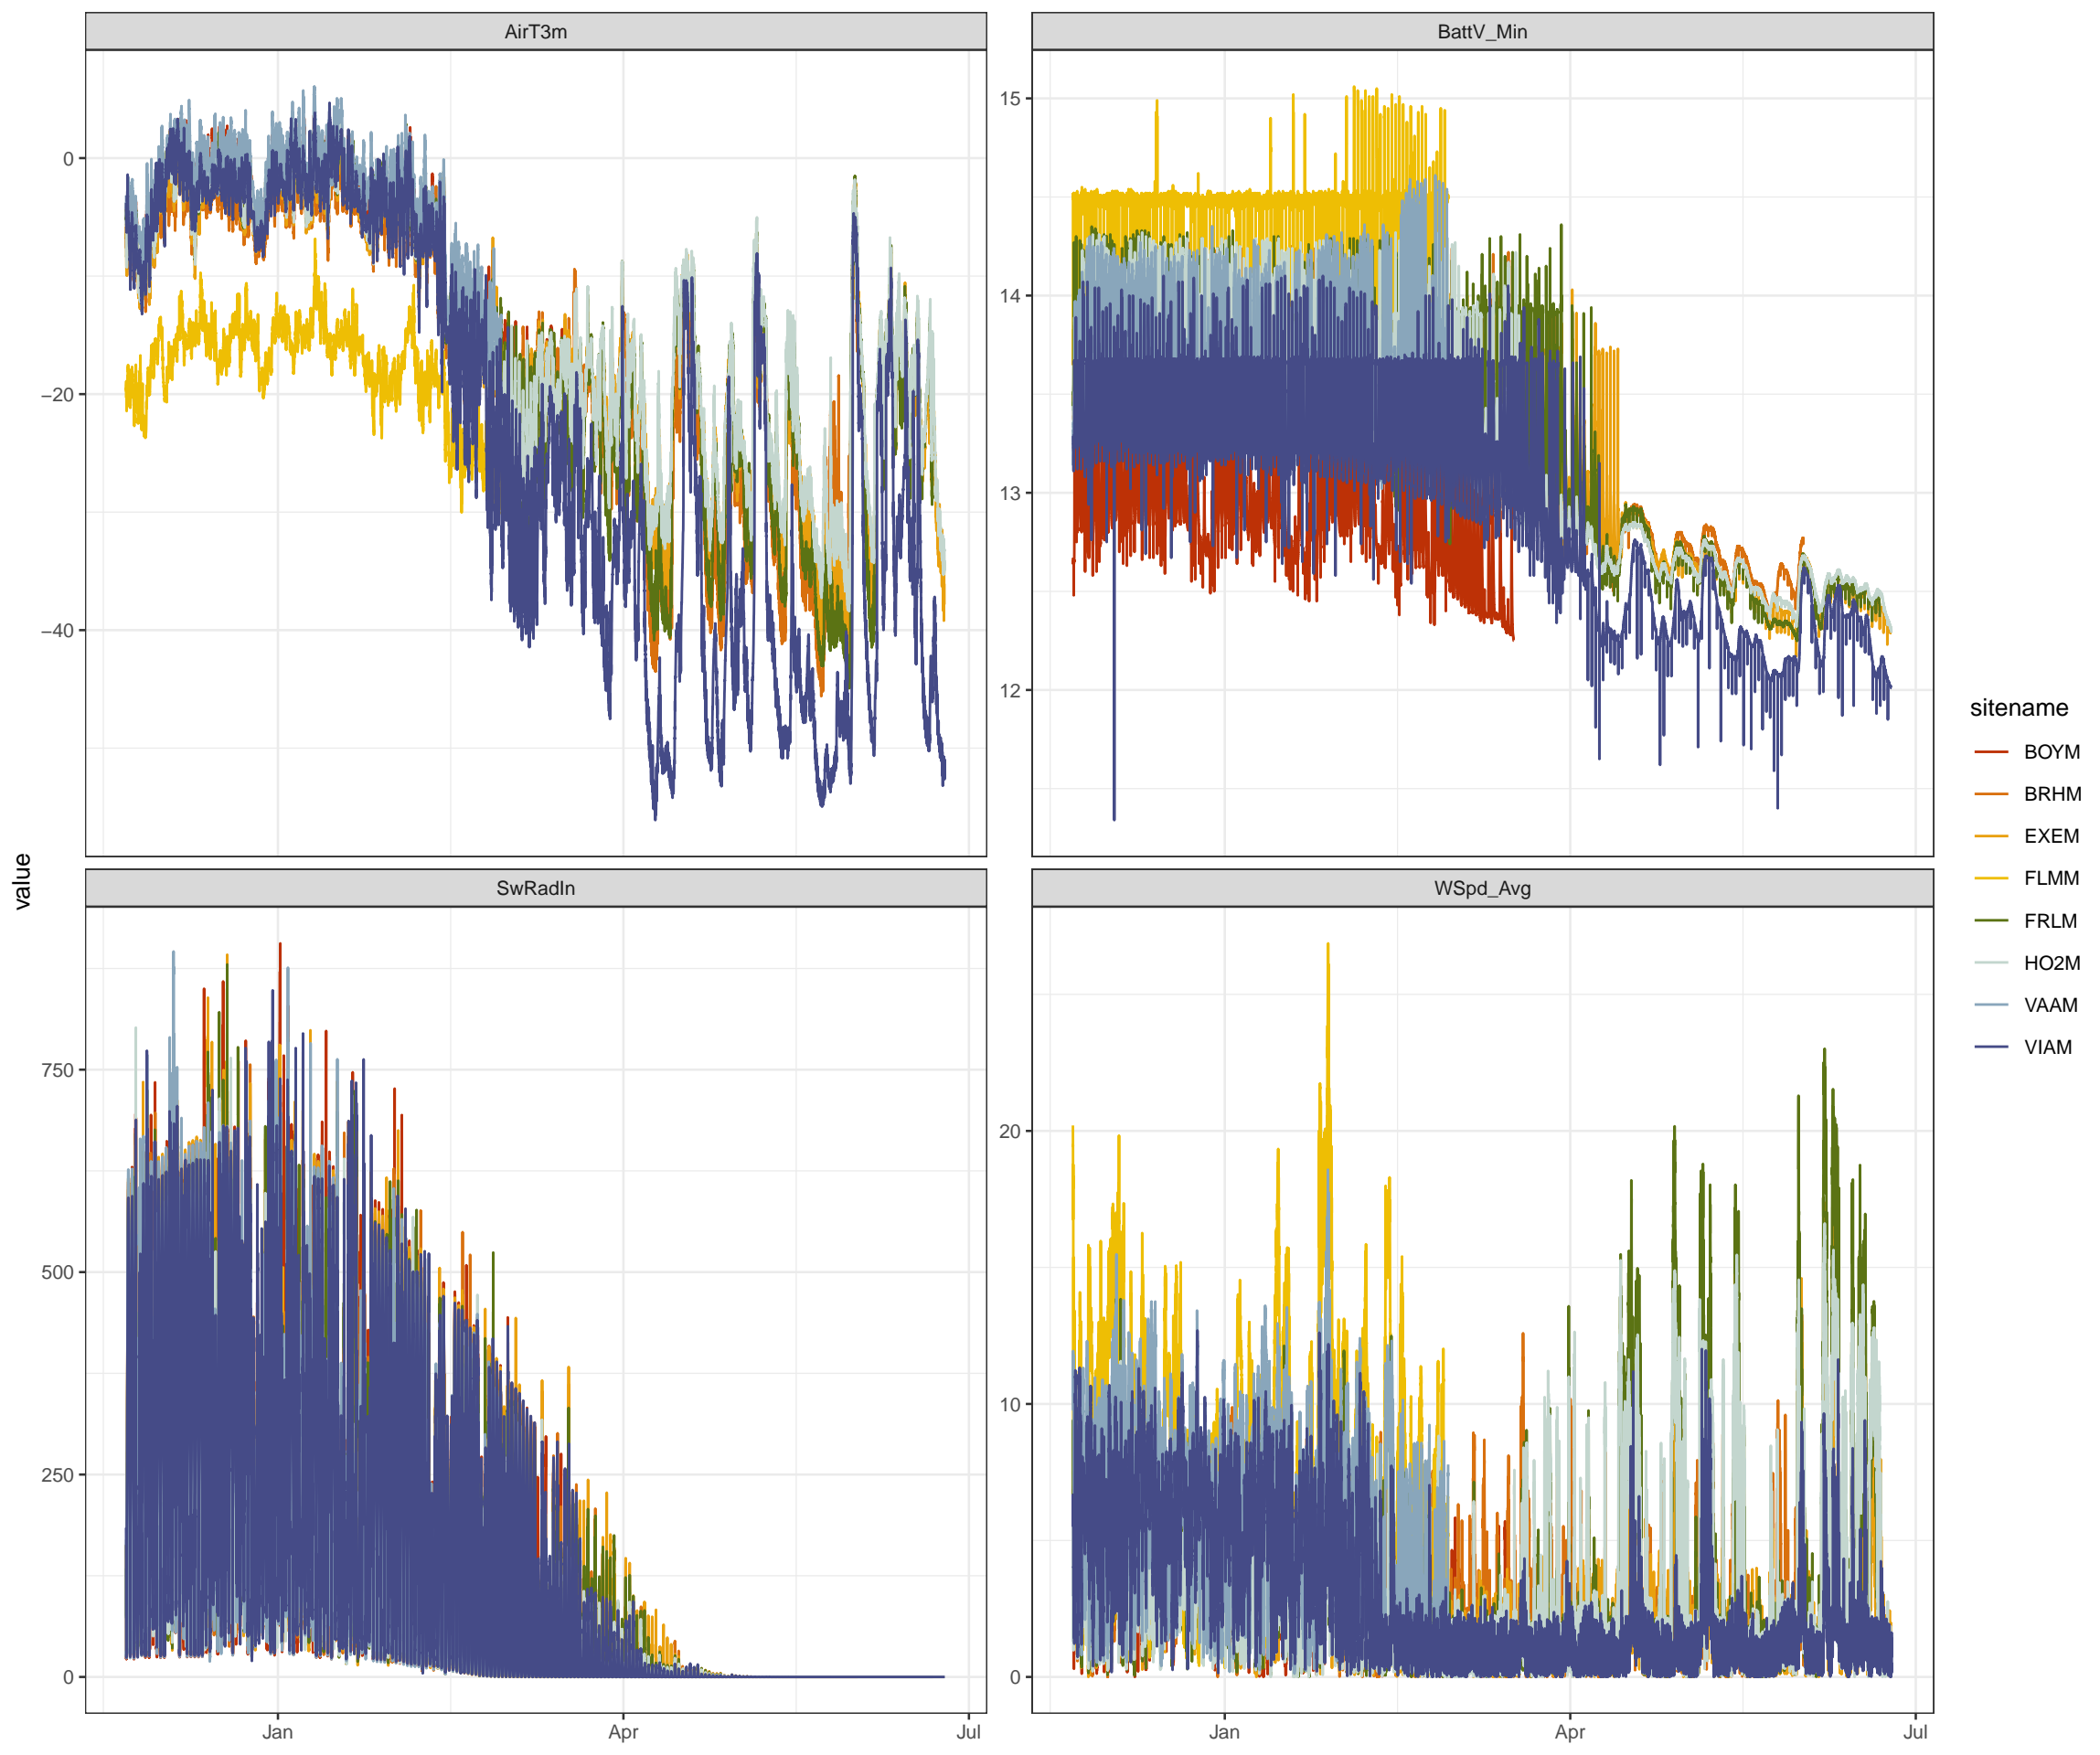 AirT3m
BattV_Min
0
−20
−40
15
14
13
12
value
SwRadIn
WSpd_Avg
750
500
250
0
20
10
0
Jan
Apr
Jul
Jan
Apr
Jul
sitename
BOYM
BRHM
EXEM
FLMM
FRLM
HO2M
VAAM
VIAM